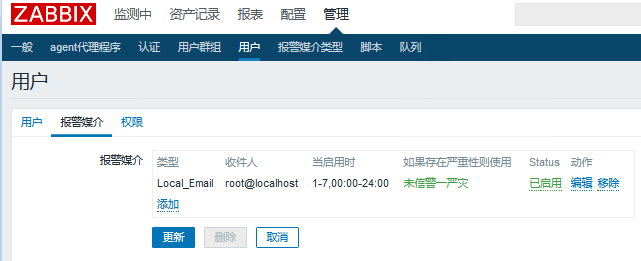 ZABBIX 监测中 资产记录 报表 配置 管理
一般 agent代理程序 认证 用户群组 用户 报警媒介类型 脚本 队列
用户
用户 报警媒介 权限
报警媒介 类型 收件人 当启用时 如果存在严重性则使用 Status 动作
Local_Email root@localhost 1-7,00:00-24:00 未信警一严灾 已启用 编辑 移除
添加
更新 删除 取消